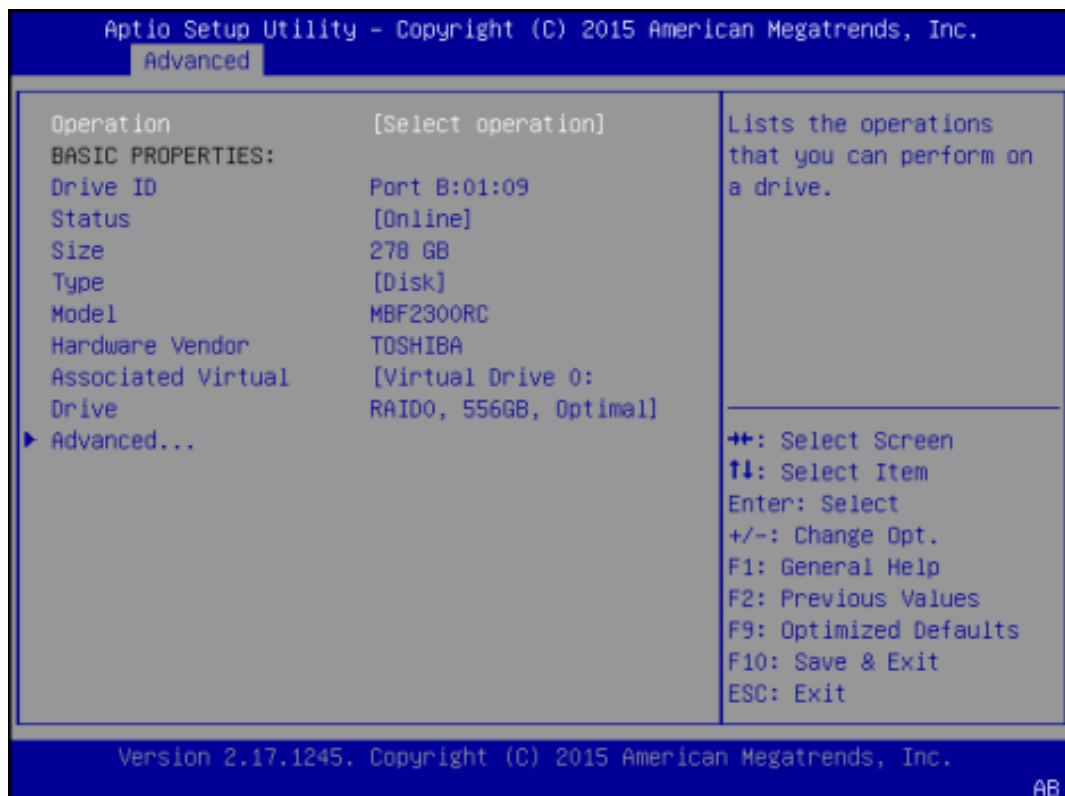 Aptio Setup Utility – Copyright (C) 2015 American Megatrends, Inc.
Advanced
Operation [Select operation]
BASIC PROPERTIES:
Drive ID Port B:01:09
Status [Online]
Size 278 GB
Type [Disk]
Model MBF2300RC
Hardware Vendor TOSHIBA
Associated Virtual [Virtual Drive 0:
Drive RAID0, 556GB, Optimal]
▶ Advanced...
Lists the operations
that you can perform on
a drive.
→←: Select Screen
↑↓: Select Item
Enter: Select
+/-: Change Opt.
F1: General Help
F2: Previous Values
F9: Optimized Defaults
F10: Save & Exit
ESC: Exit
Version 2.17.1245. Copyright (C) 2015 American Megatrends, Inc.
AB